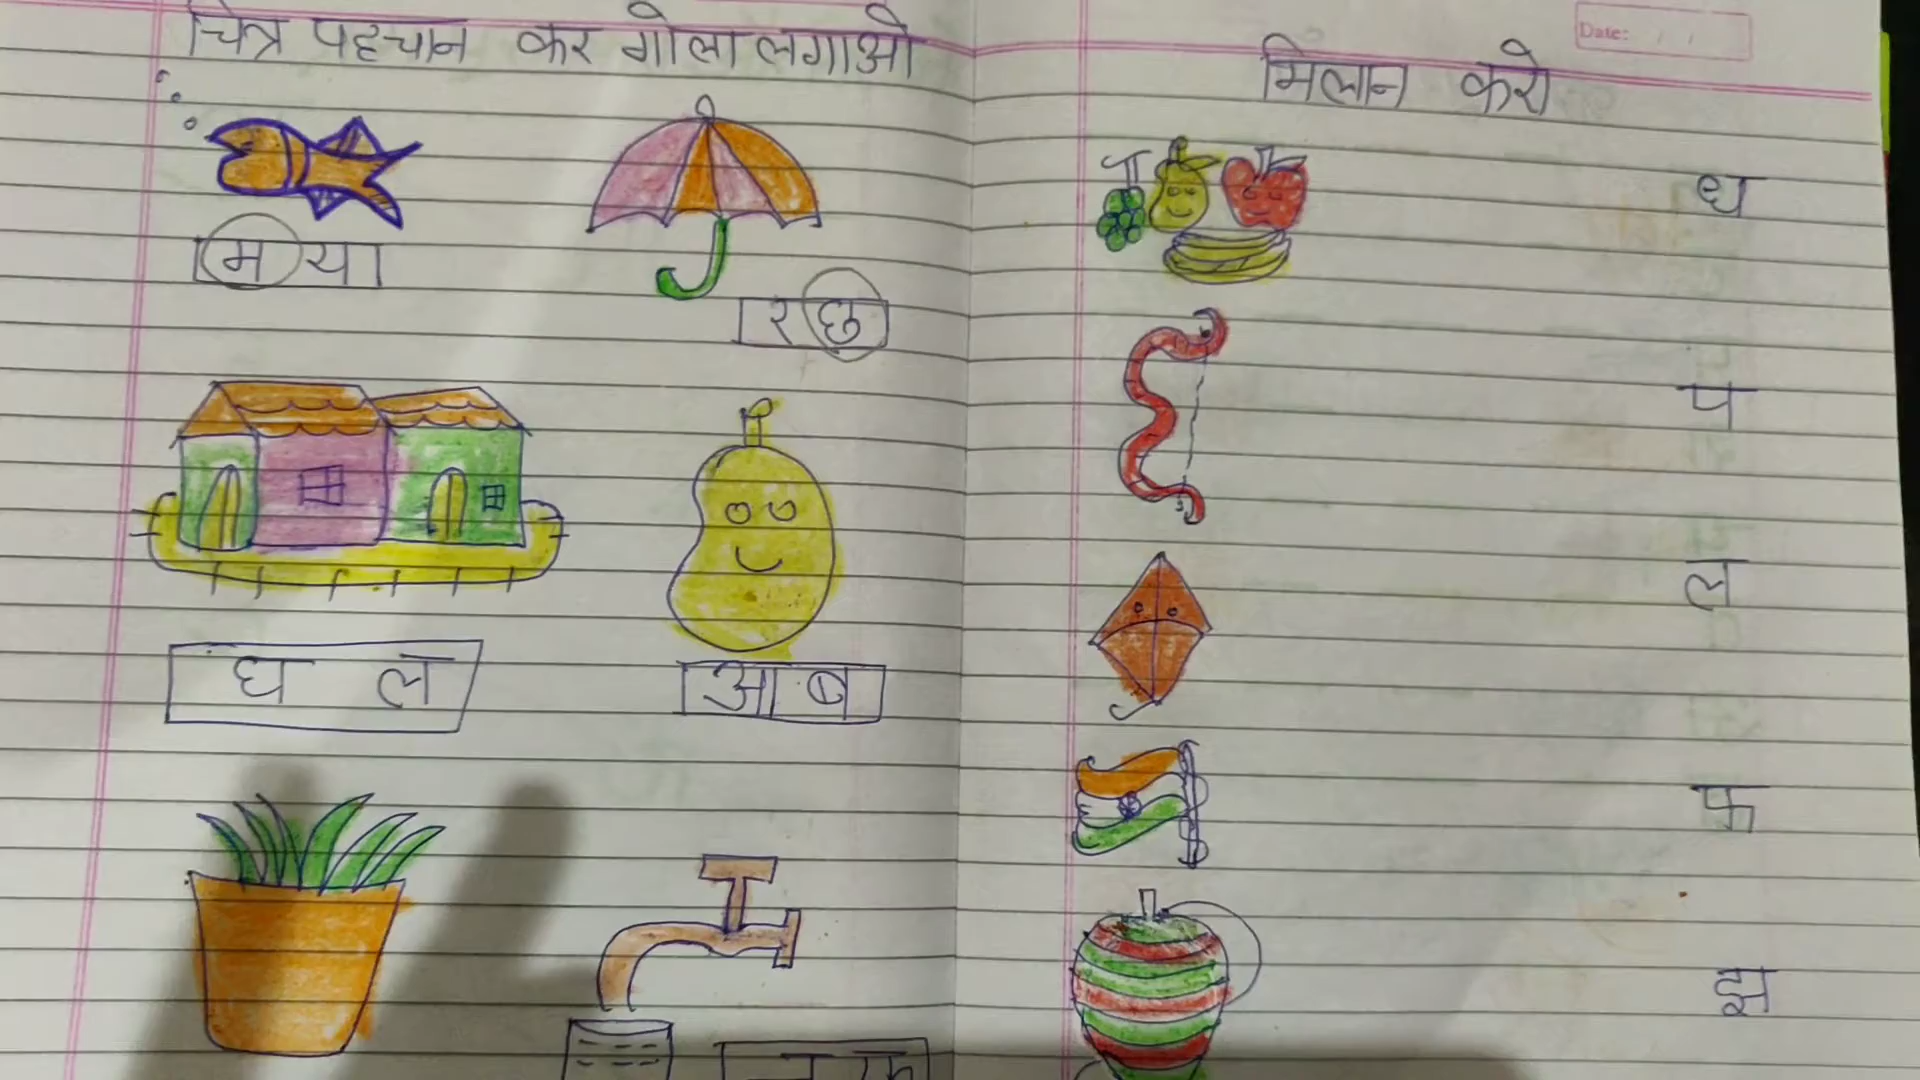 चित्र पहचान कर गोला लगाओ
म या
र छ
घ ल
आ ब
न फ
Date:
मिलान करो
ध
प
ल
फ
झ